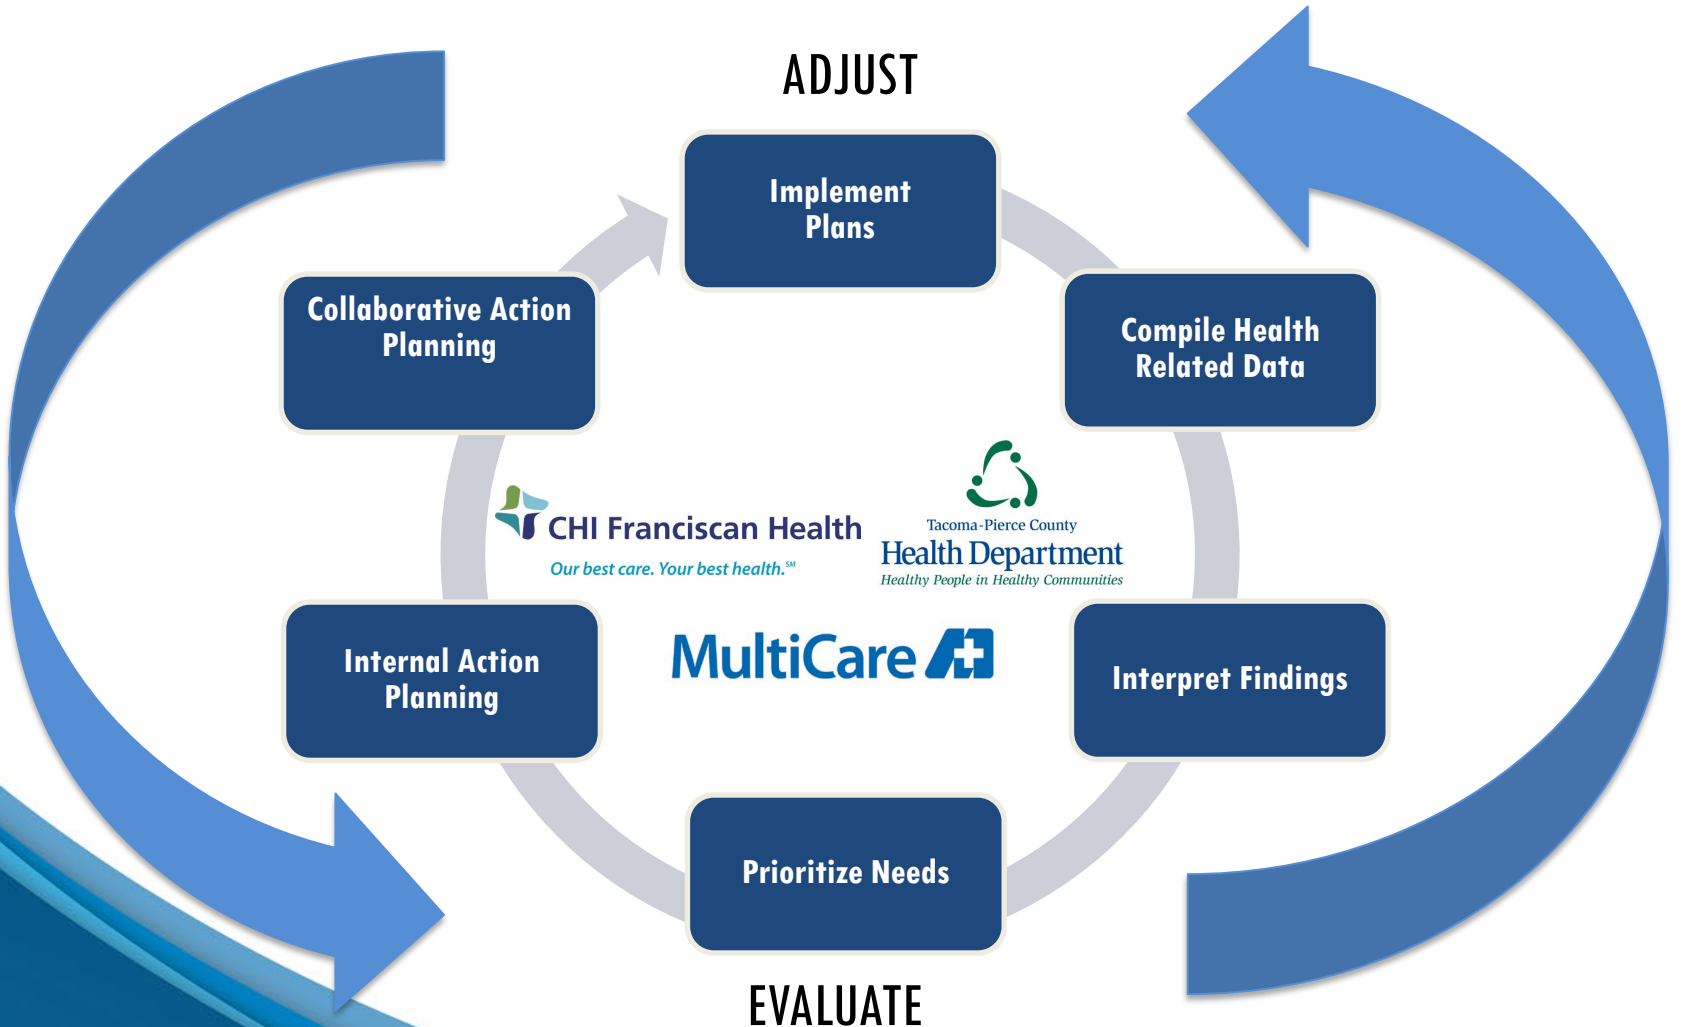 ADJUST
Implement
Plans
Compile Health
Related Data
Interpret Findings
Prioritize Needs
Internal Action
Planning
Collaborative Action
Planning
CHI Franciscan Health
Our best care. Your best health.℠
Tacoma-Pierce County
Health Department
Healthy People in Healthy Communities
MultiCare
EVALUATE